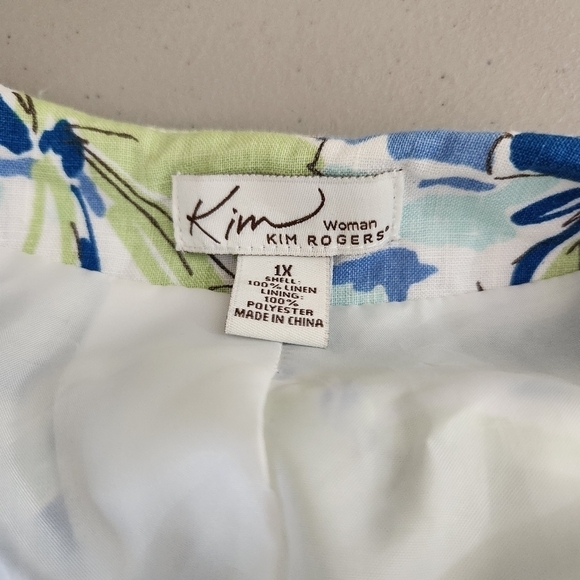 Kim Woman
KIM ROGERS®
1X
SHELL:
100% LINEN
LINING:
100%
POLYESTER
MADE IN CHINA